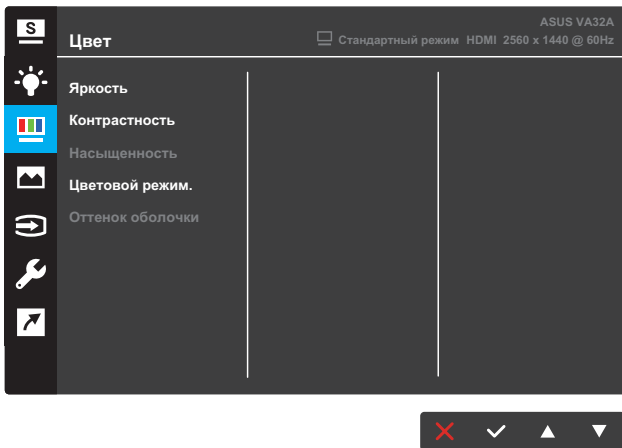 S
ASUS VA32A
Цвет
Стандартный режим HDMI 2560 x 1440 @ 60Hz
Яркость
Контрастность
Насыщенность
Цветовой режим.
Оттенок оболочки